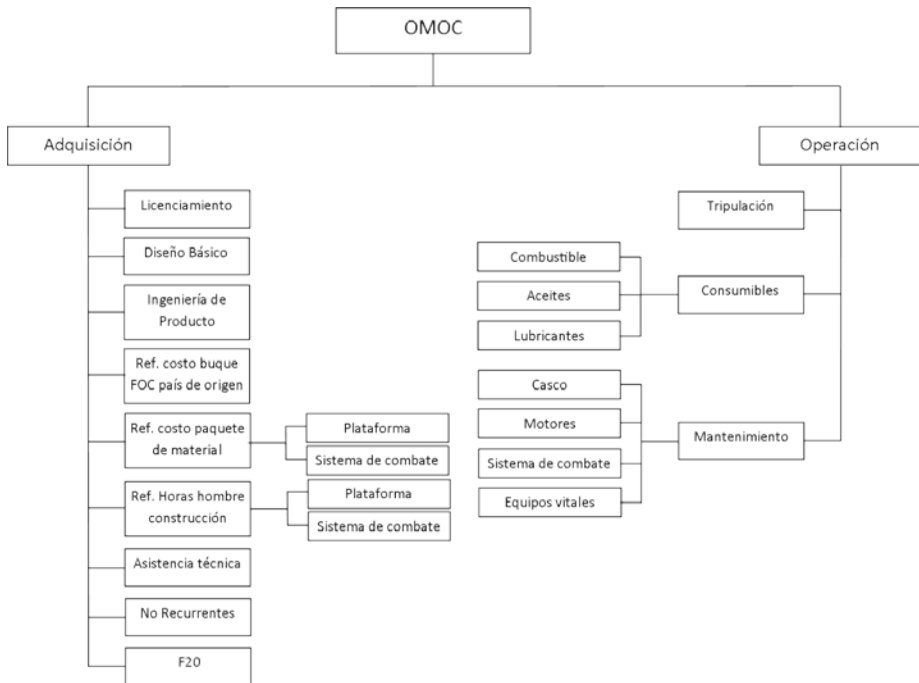 OMOC
Adquisición
Operación
Licenciamiento
Diseño Básico
Ingeniería de
Producto
Ref. costo buque
FOC país de origen
Ref. costo paquete
de material
Plataforma
Sistema de combate
Ref. Horas hombre
construcción
Plataforma
Sistema de combate
Asistencia técnica
No Recurrentes
F20
Tripulación
Consumibles
Combustible
Aceites
Lubricantes
Mantenimiento
Casco
Motores
Sistema de combate
Equipos vitales